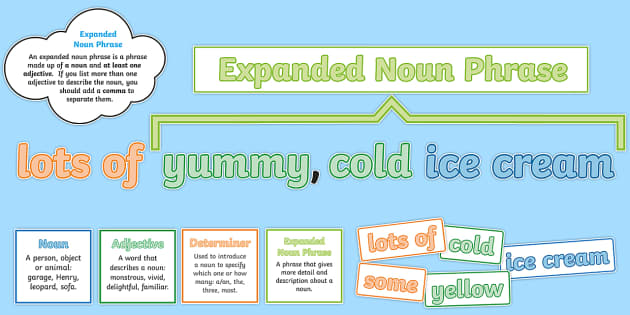 Expanded
Noun Phrase
An expanded noun phrase is a phrase
made up of a noun and at least one
adjective. If you list more than one
adjective to describe the noun, you
should add a comma to
separate them.
Expanded Noun Phrase
lots of yummy, cold ice cream
Noun
A person, object
or animal:
garage, Henry,
leopard, sofa.
Adjective
A word that
describes a noun:
monstrous, vivid,
delightful, familiar.
Determiner
Used to introduce
a noun to specify
which one or how
many: a/an, the,
three, most.
Expanded
Noun Phrase
A phrase that gives
more detail and
description about a
noun.
lots of
cold
ice cream
some
yellow